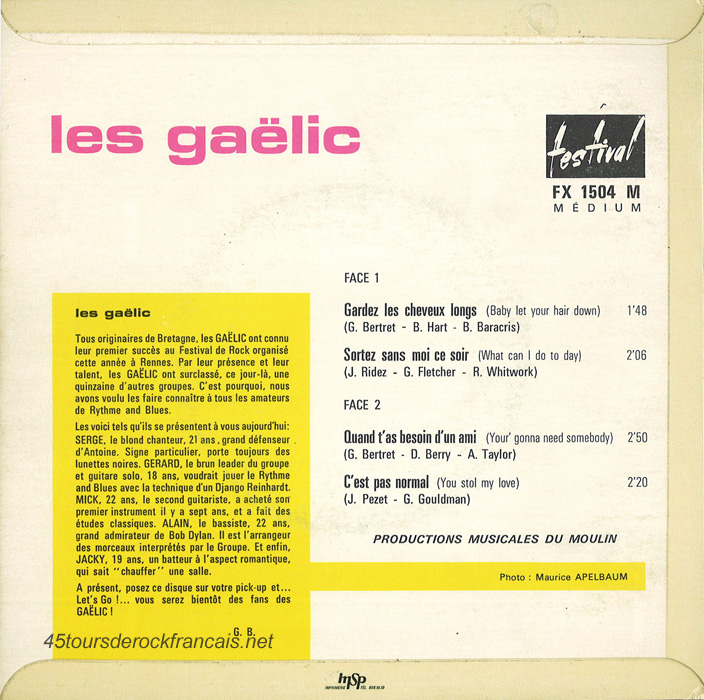 les gaëlic
festival
FX 1504 M
MÉDIUM
FACE 1
Gardez les cheveux longs (Baby let your hair down) 1'48
(G. Bertret - B. Hart - B. Baracris)
Sortez sans moi ce soir (What can I do to day) 2'06
(J. Ridez - G. Fletcher - R. Whitwork)
FACE 2
Quand t'as besoin d'un ami (Your' gonna need somebody) 2'50
(G. Bertret - D. Berry - A. Taylor)
C'est pas normal (You stol my love) 2'20
(J. Pezet - G. Gouldman)
PRODUCTIONS MUSICALES DU MOULIN
Photo : Maurice APELBAUM
les gaëlic
Tous originaires de Bretagne, les GAËLIC ont connu
leur premier succès au Festival de Rock organisé
cette année à Rennes. Par leur présence et leur
talent, les GAËLIC ont surclassé, ce jour-là, une
quinzaine d'autres groupes. C'est pourquoi, nous
avons voulu les faire connaître à tous les amateurs
de Rythme and Blues.
Les voici tels qu'ils se présentent à vous aujourd'hui:
SERGE, le blond chanteur, 21 ans, grand défenseur
d'Antoine. Signe particulier, porte toujours des
lunettes noires. GERARD, le brun leader du groupe
et guitare solo, 18 ans, voudrait jouer le Rythme
and Blues avec la technique d'un Django Reinhardt.
MICK, 22 ans, le second guitariste, a acheté son
premier instrument il y a sept ans, et a fait des
études classiques. ALAIN, le bassiste, 22 ans,
grand admirateur de Bob Dylan. Il est l'arrangeur
des morceaux interprétés par le Groupe. Et enfin,
JACKY, 19 ans, un batteur à l'aspect romantique,
qui sait "chauffer" une salle.
A présent, posez ce disque sur votre pick-up et...
Let's Go !... vous serez bientôt des fans des
GAËLIC !
G. B.
45toursderockfrancais.net
IMPRIMERIE msp TÉL.